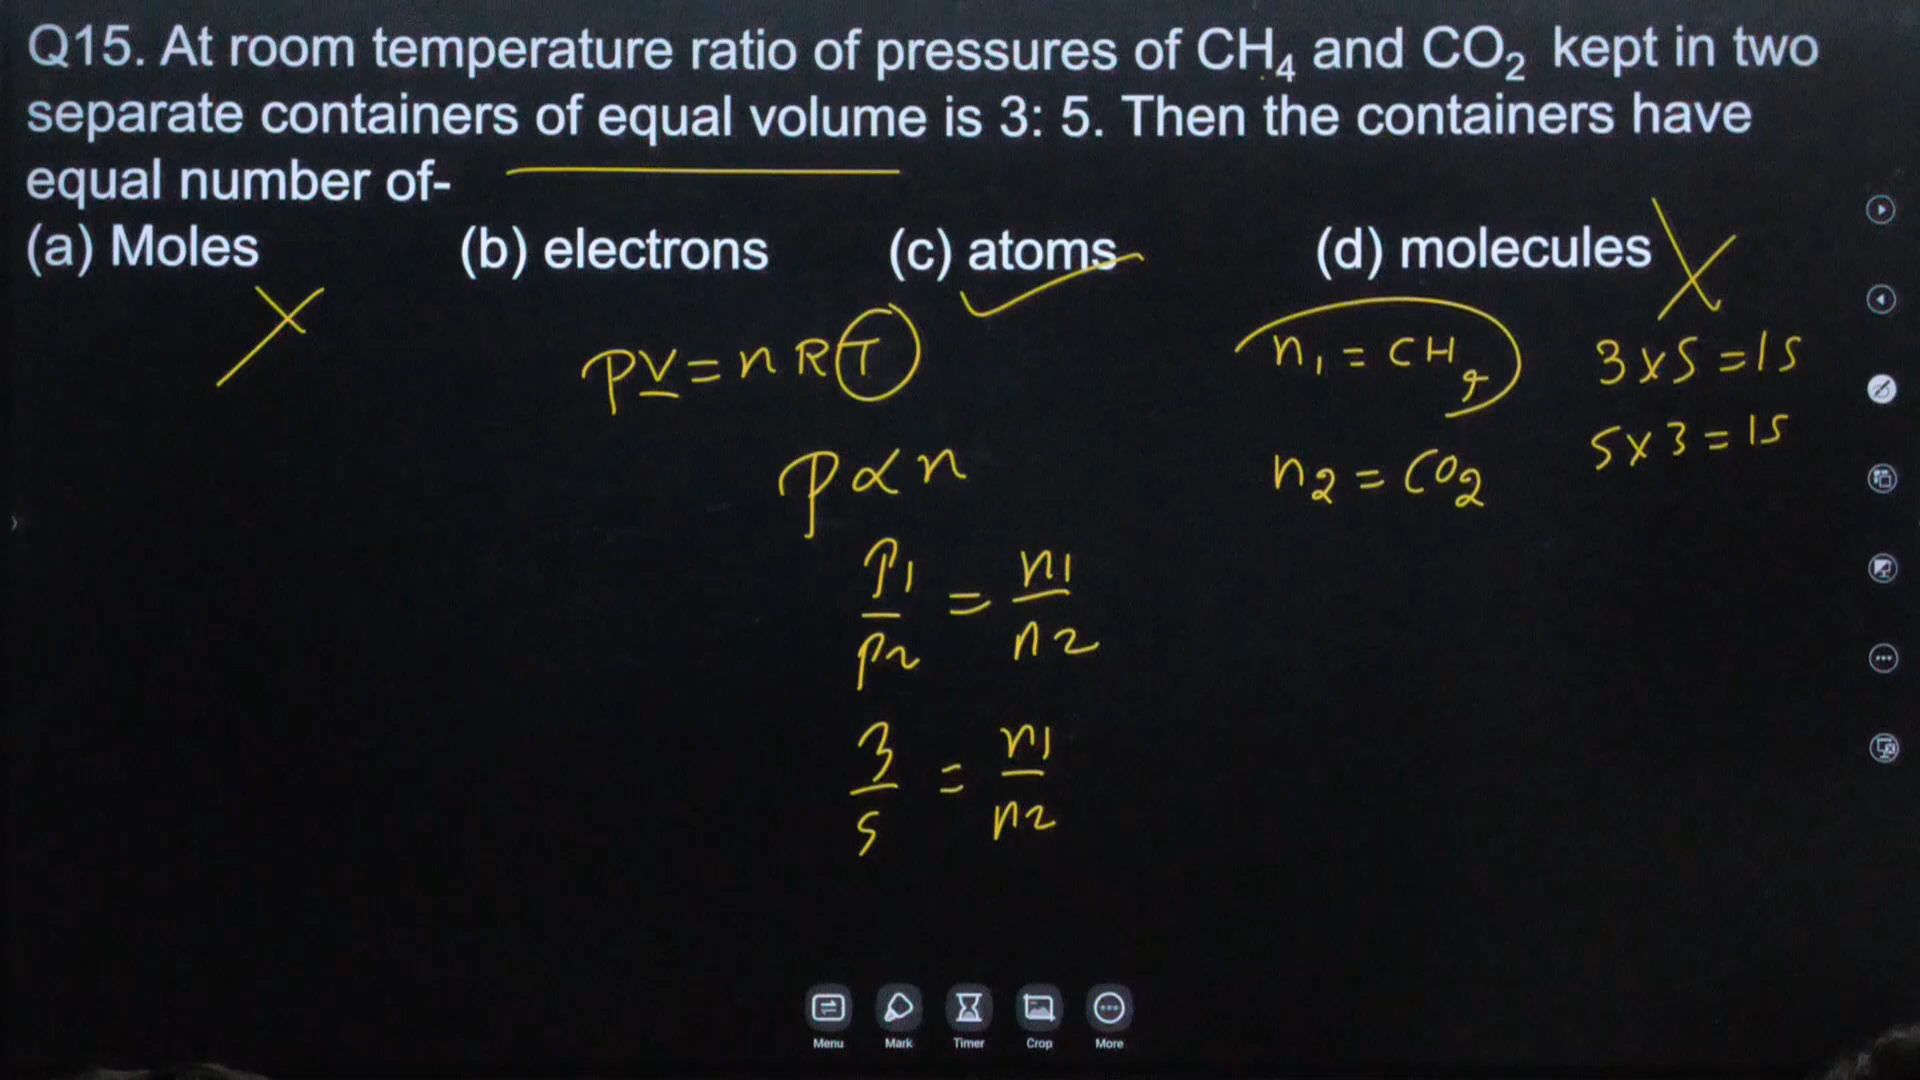 Q15. At room temperature ratio of pressures of CH₄ and CO₂ kept in two
separate containers of equal volume is 3: 5. Then the containers have
equal number of-
(a) Moles (b) electrons (c) atoms (d) molecules
PV = nRT
n₁ = CH₄
3 x 5 = 15
P ∝ n
n₂ = CO₂
5 x 3 = 15
P1/P2 = n1/n2
3/5 = n1/n2
Menu Mark Timer Crop More